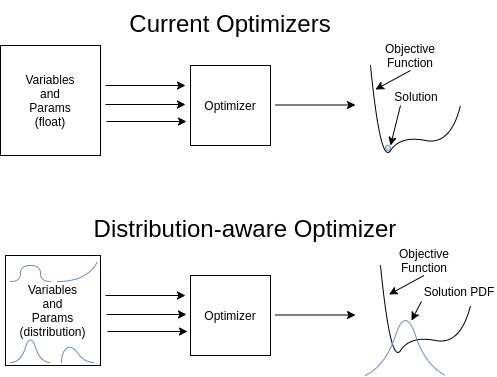 Current Optimizers
Variables
and
Params
(float)
Optimizer
Objective
Function
Solution
Distribution-aware Optimizer
Variables
and
Params
(distribution)
Optimizer
Objective
Function
Solution PDF